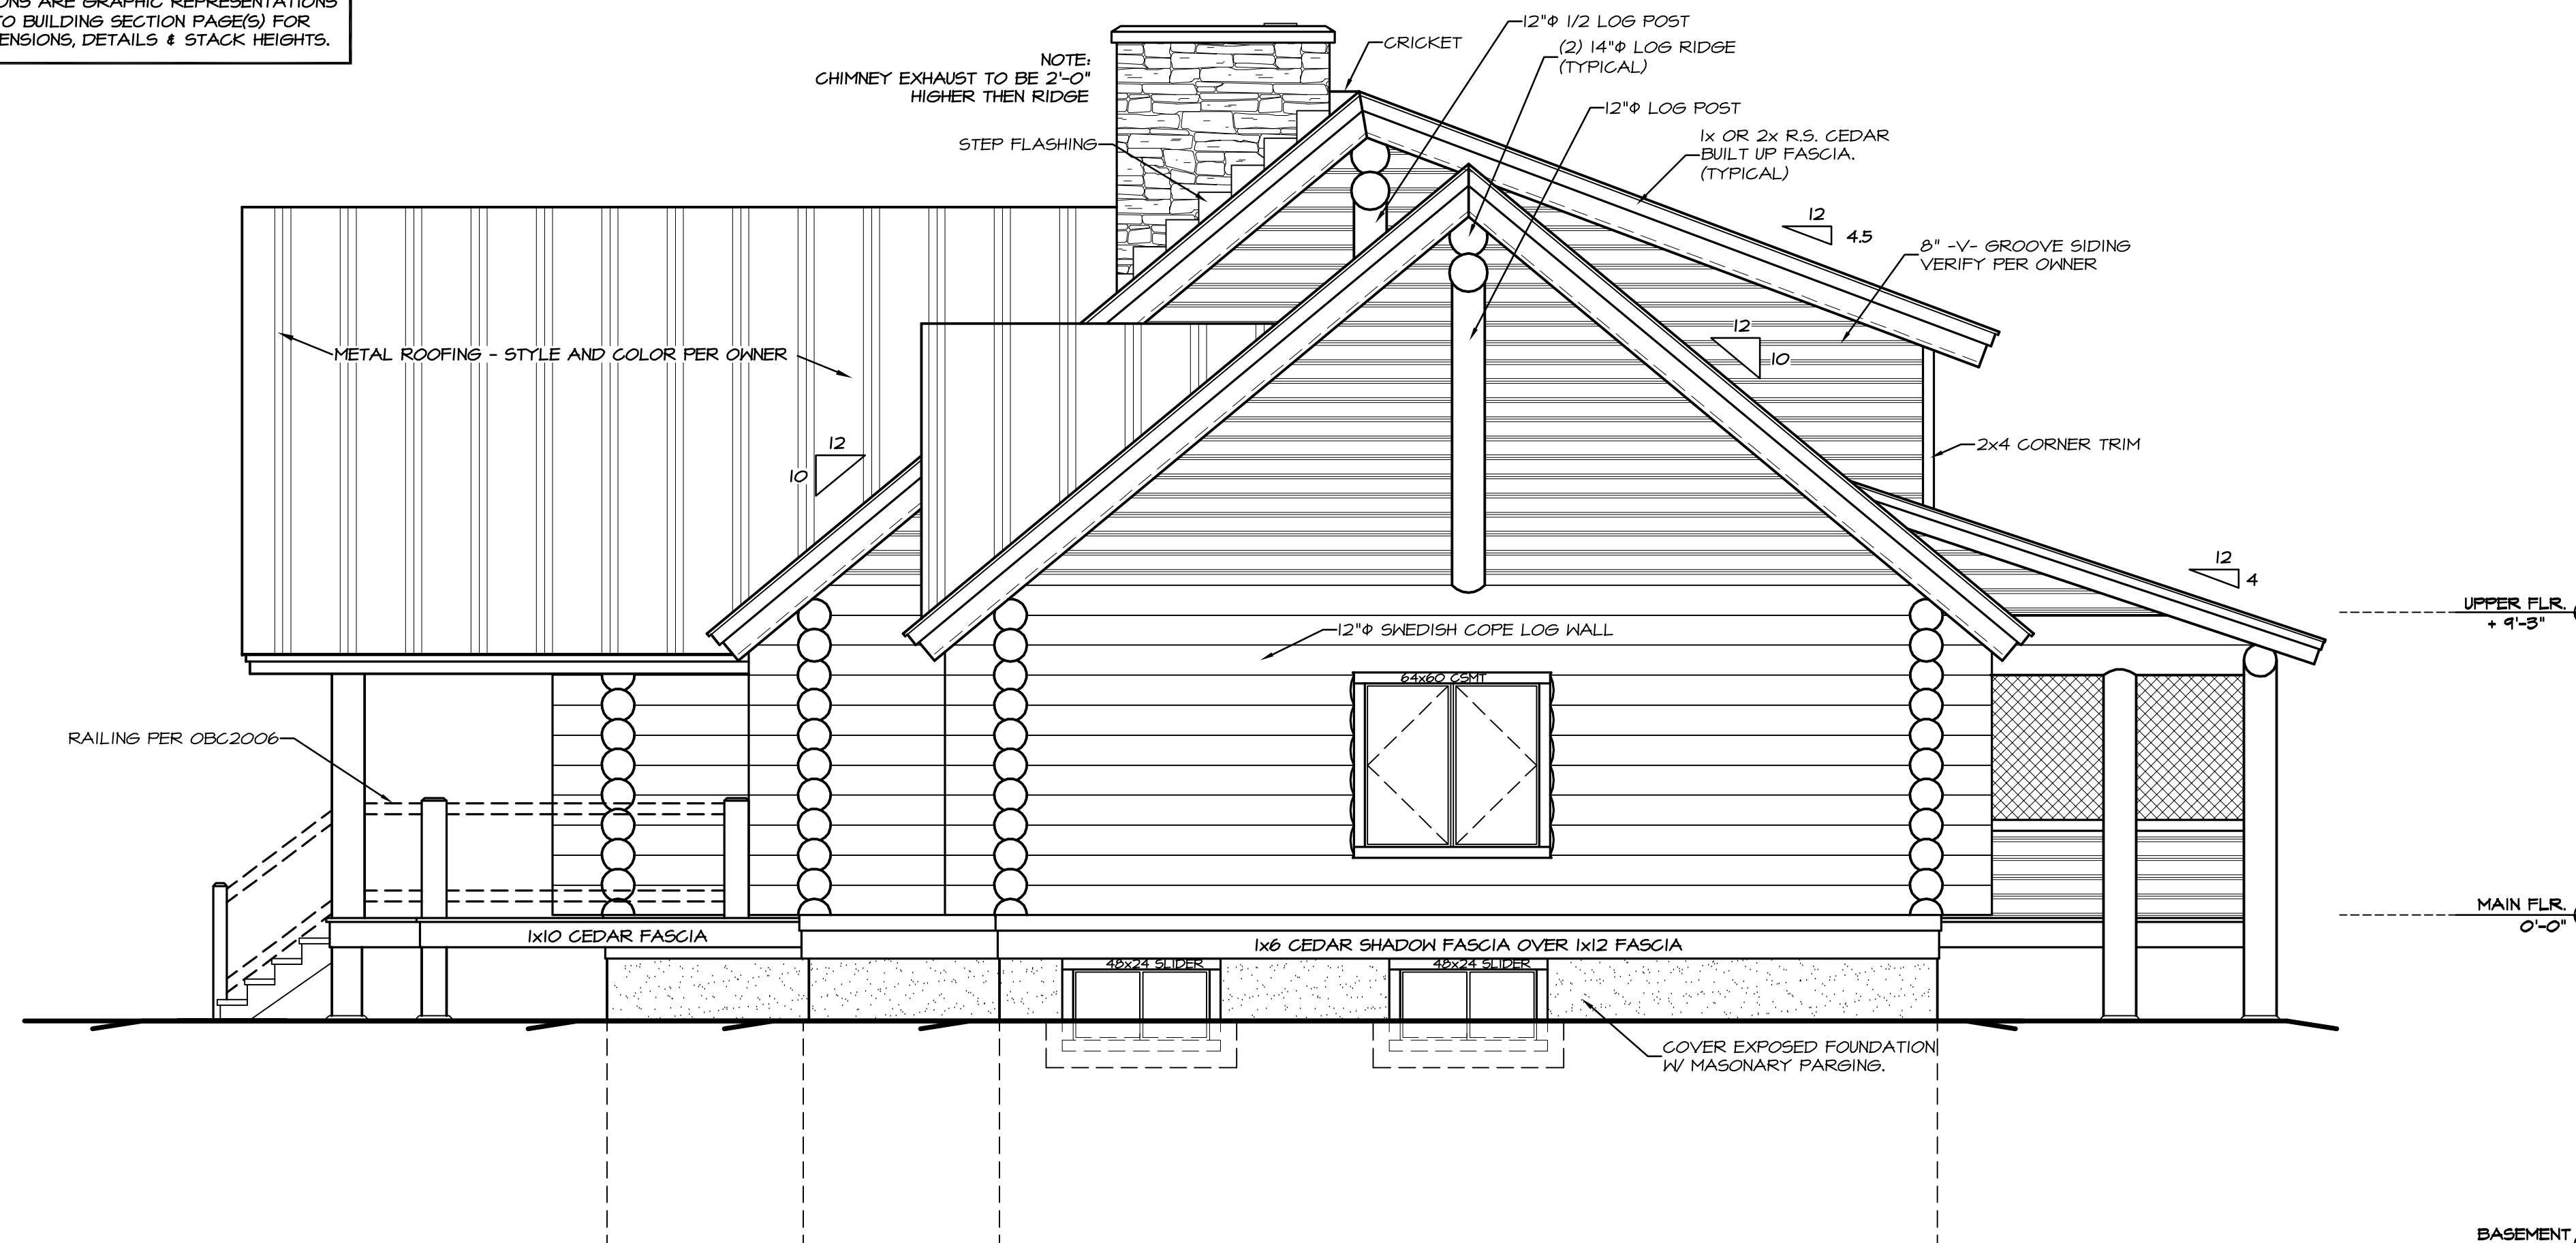 ONS ARE GRAPHIC REPRESENTATIONS
TO BUILDING SECTION PAGE(S) FOR
ENSIONS, DETAILS & STACK HEIGHTS.
NOTE:
CHIMNEY EXHAUST TO BE 2'-0"
HIGHER THEN RIDGE
STEP FLASHING
CRICKET
12"Φ 1/2 LOG POST
(2) 14"Φ LOG RIDGE
(TYPICAL)
12"Φ LOG POST
1x OR 2x R.S. CEDAR
BUILT UP FASCIA.
(TYPICAL)
12
4.5
8" -V- GROOVE SIDING
VERIFY PER OWNER
METAL ROOFING - STYLE AND COLOR PER OWNER
12
10
12
10
2x4 CORNER TRIM
12
4
UPPER FLR.
+ 9'-3"
12"Φ SWEDISH COPE LOG WALL
64x60 CSMT
RAILING PER OBC2006
MAIN FLR.
0'-0"
1x10 CEDAR FASCIA
1x6 CEDAR SHADOW FASCIA OVER 1x12 FASCIA
48x24 SLIDER
48x24 SLIDER
COVER EXPOSED FOUNDATION
W/ MASONARY PARGING.
BASEMENT